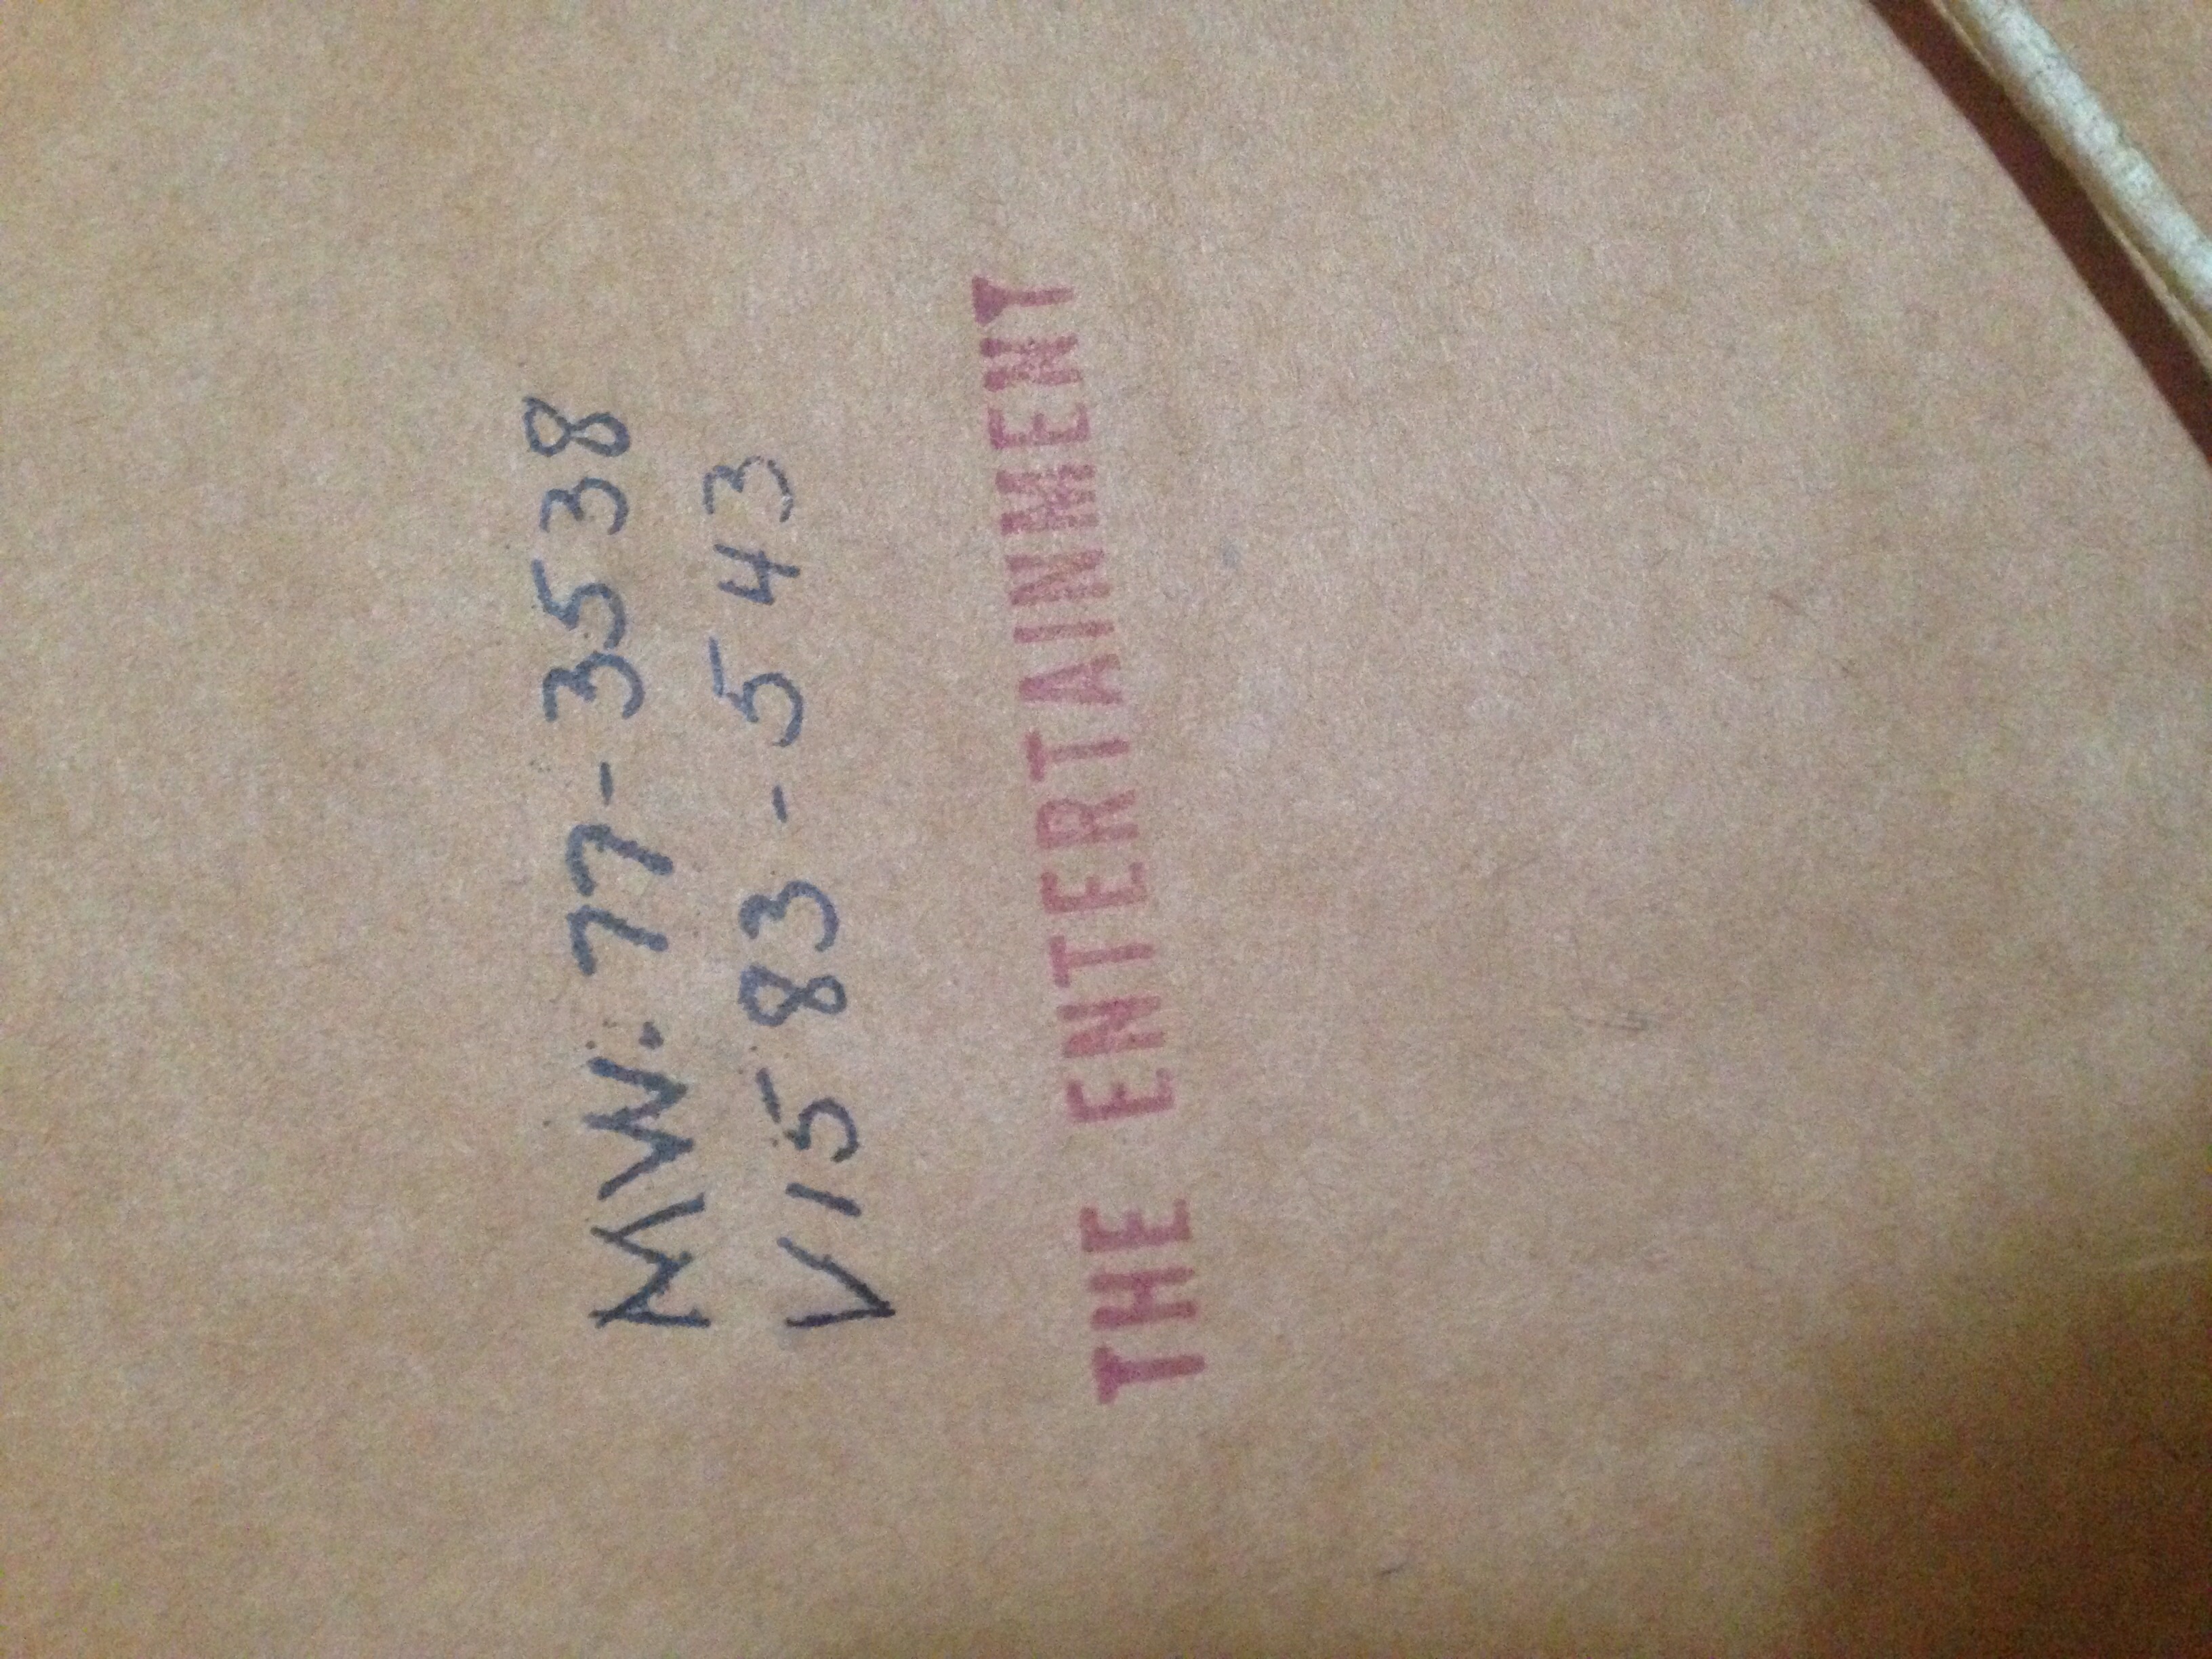 MW. 77-3538
V15 83-543
THE ENTERTAINMENT